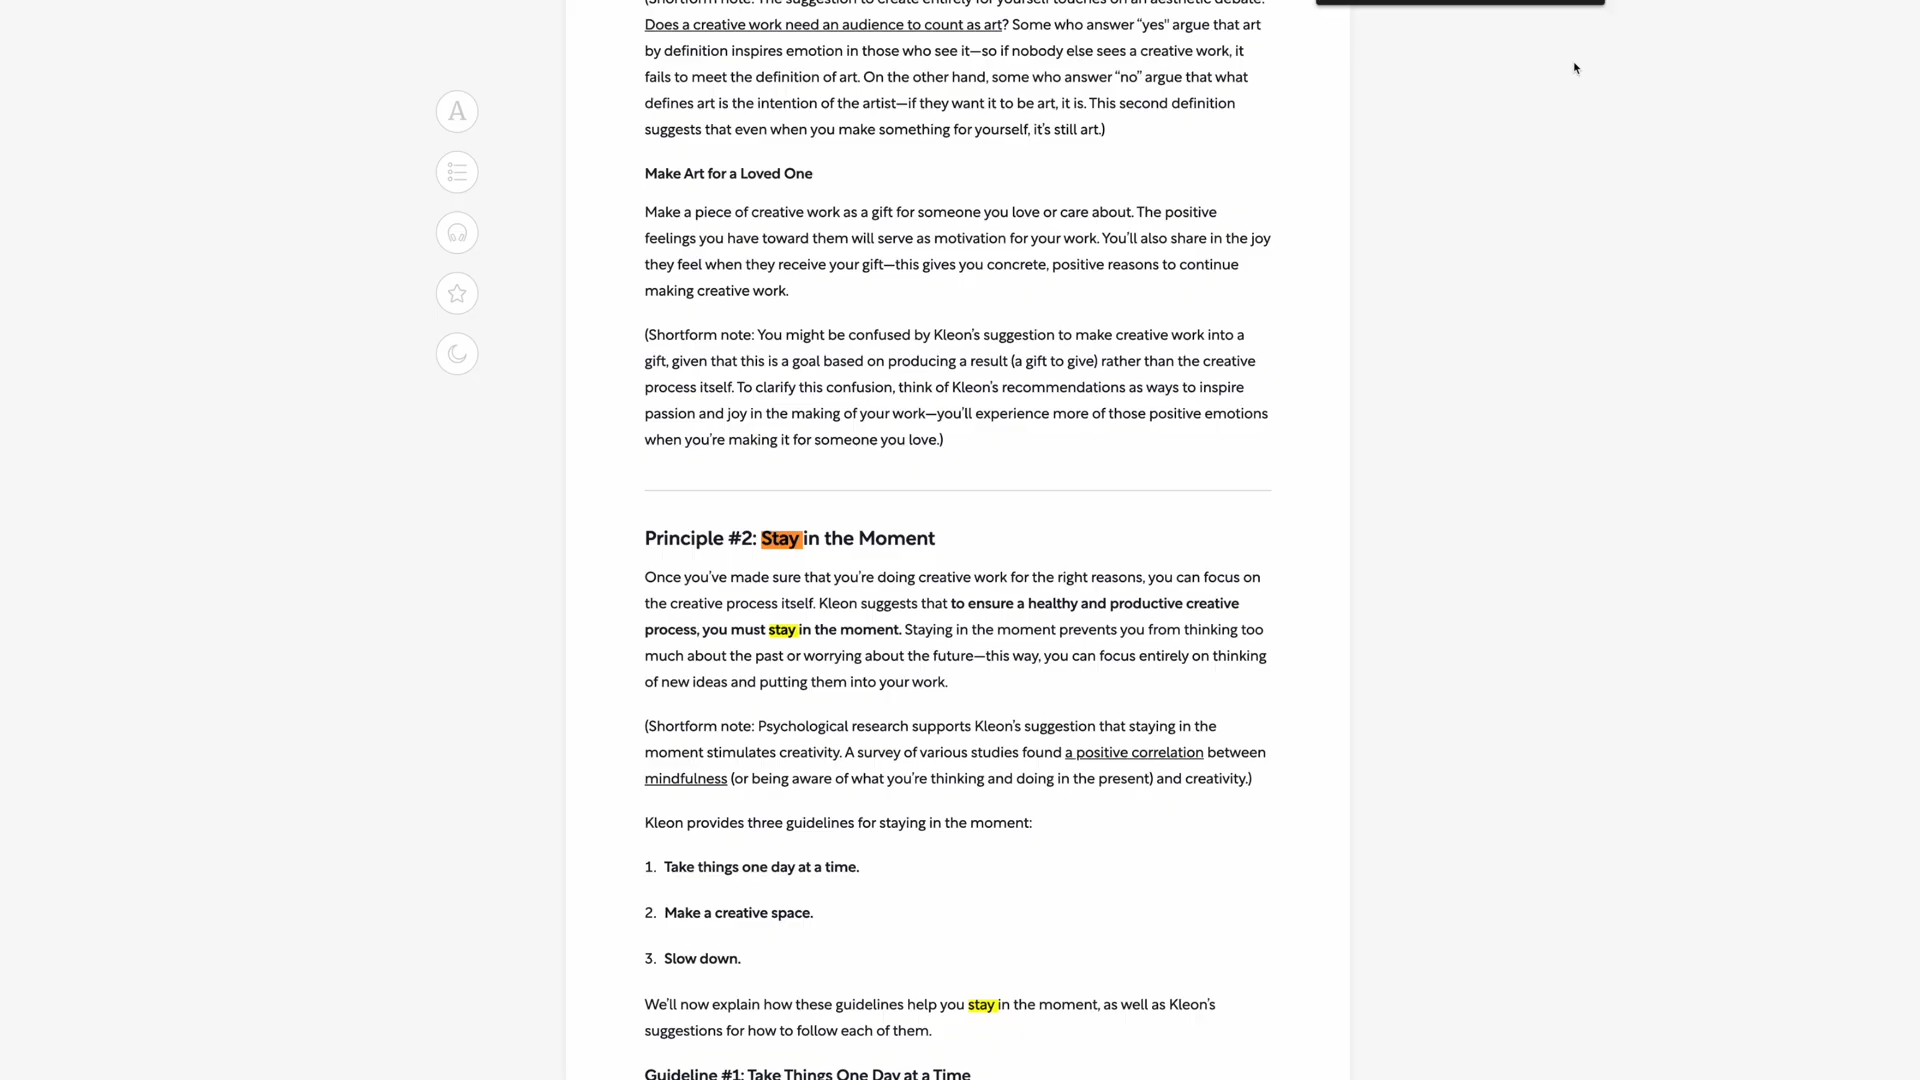 (Shortform note: The suggestion to create entirely for yourself touches on an aesthetic debate:
Does a creative work need an audience to count as art? Some who answer “yes" argue that art
by definition inspires emotion in those who see it—so if nobody else sees a creative work, it
fails to meet the definition of art. On the other hand, some who answer “no” argue that what
defines art is the intention of the artist—if they want it to be art, it is. This second definition
suggests that even when you make something for yourself, it’s still art.)
Make Art for a Loved One
Make a piece of creative work as a gift for someone you love or care about. The positive
feelings you have toward them will serve as motivation for your work. You’ll also share in the joy
they feel when they receive your gift—this gives you concrete, positive reasons to continue
making creative work.
(Shortform note: You might be confused by Kleon’s suggestion to make creative work into a
gift, given that this is a goal based on producing a result (a gift to give) rather than the creative
process itself. To clarify this confusion, think of Kleon’s recommendations as ways to inspire
passion and joy in the making of your work—you’ll experience more of those positive emotions
when you’re making it for someone you love.)
Principle #2: Stay in the Moment
Once you’ve made sure that you’re doing creative work for the right reasons, you can focus on
the creative process itself. Kleon suggests that to ensure a healthy and productive creative
process, you must stay in the moment. Staying in the moment prevents you from thinking too
much about the past or worrying about the future—this way, you can focus entirely on thinking
of new ideas and putting them into your work.
(Shortform note: Psychological research supports Kleon’s suggestion that staying in the
moment stimulates creativity. A survey of various studies found a positive correlation between
mindfulness (or being aware of what you’re thinking and doing in the present) and creativity.)
Kleon provides three guidelines for staying in the moment:
1. Take things one day at a time.
2. Make a creative space.
3. Slow down.
We’ll now explain how these guidelines help you stay in the moment, as well as Kleon’s
suggestions for how to follow each of them.
Guideline #1: Take Things One Day at a Time